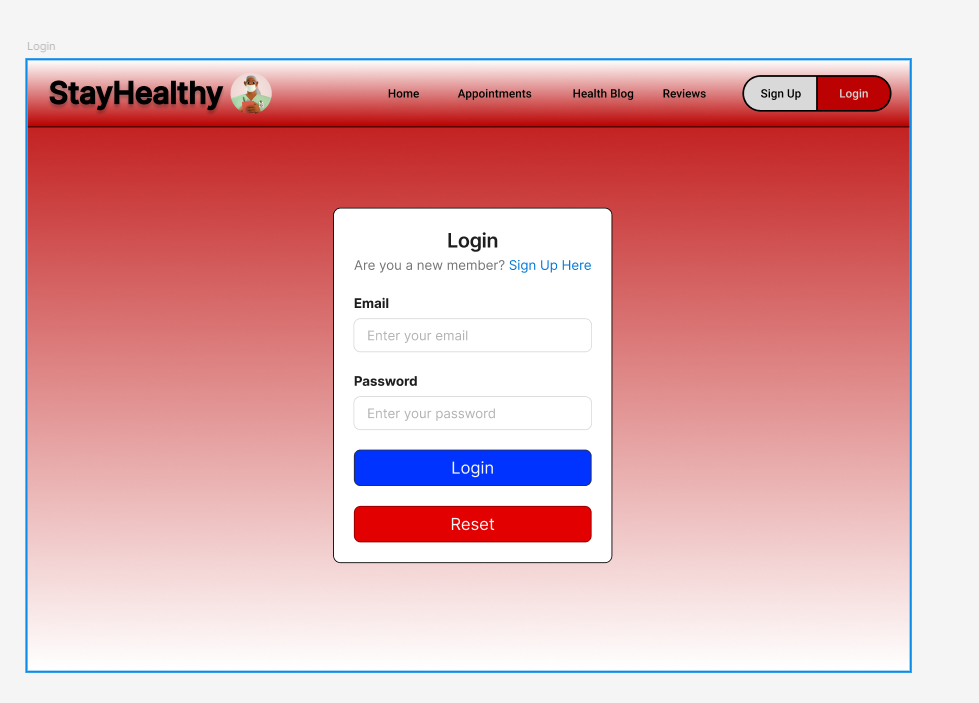 Login
StayHealthy
Home Appointments Health Blog Reviews Sign Up Login
Login
Are you a new member? Sign Up Here
Email
Enter your email
Password
Enter your password
Login
Reset